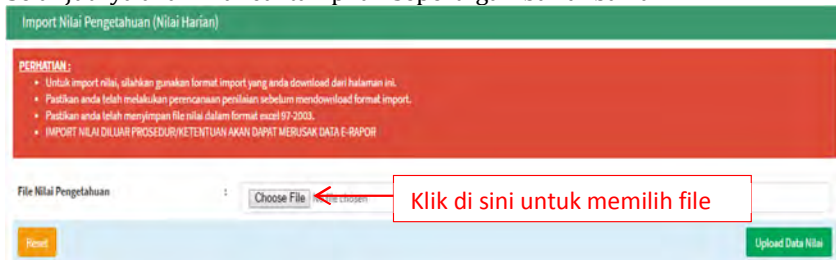 Import Nilai Pengetahuan (Nilai Harian)
PERHATIAN :
• Untuk import nilai, silahkan gunakan format import yang anda download dari halaman ini.
• Pastikan anda telah melakukan perencanaan penilaian sebelum mendownload format import.
• Pastikan anda telah menyimpan file nilai dalam format excel 97-2003.
• IMPORT NILAI DILUAR PROSEDUR/KETENTUAN AKAN DAPAT MERUSAK DATA E-RAPOR
File Nilai Pengetahuan : Choose File No file chosen
Klik di sini untuk memilih file
Reset Upload Data Nilai